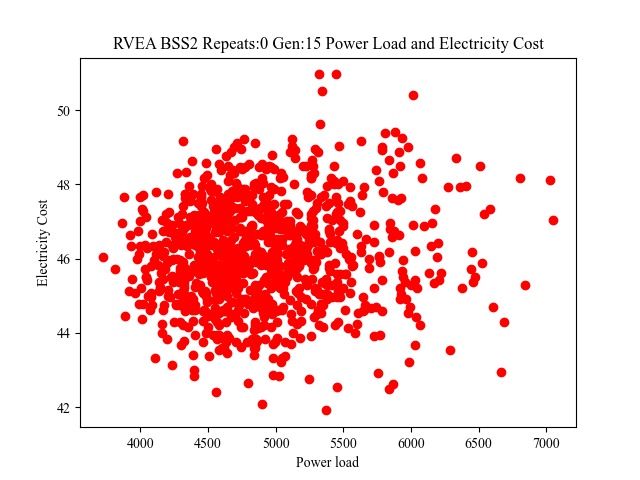 RVEA BSS2 Repeats:0 Gen:15 Power Load and Electricity Cost
Electricity Cost
50
48
46
44
42
4000 4500 5000 5500 6000 6500 7000
Power load